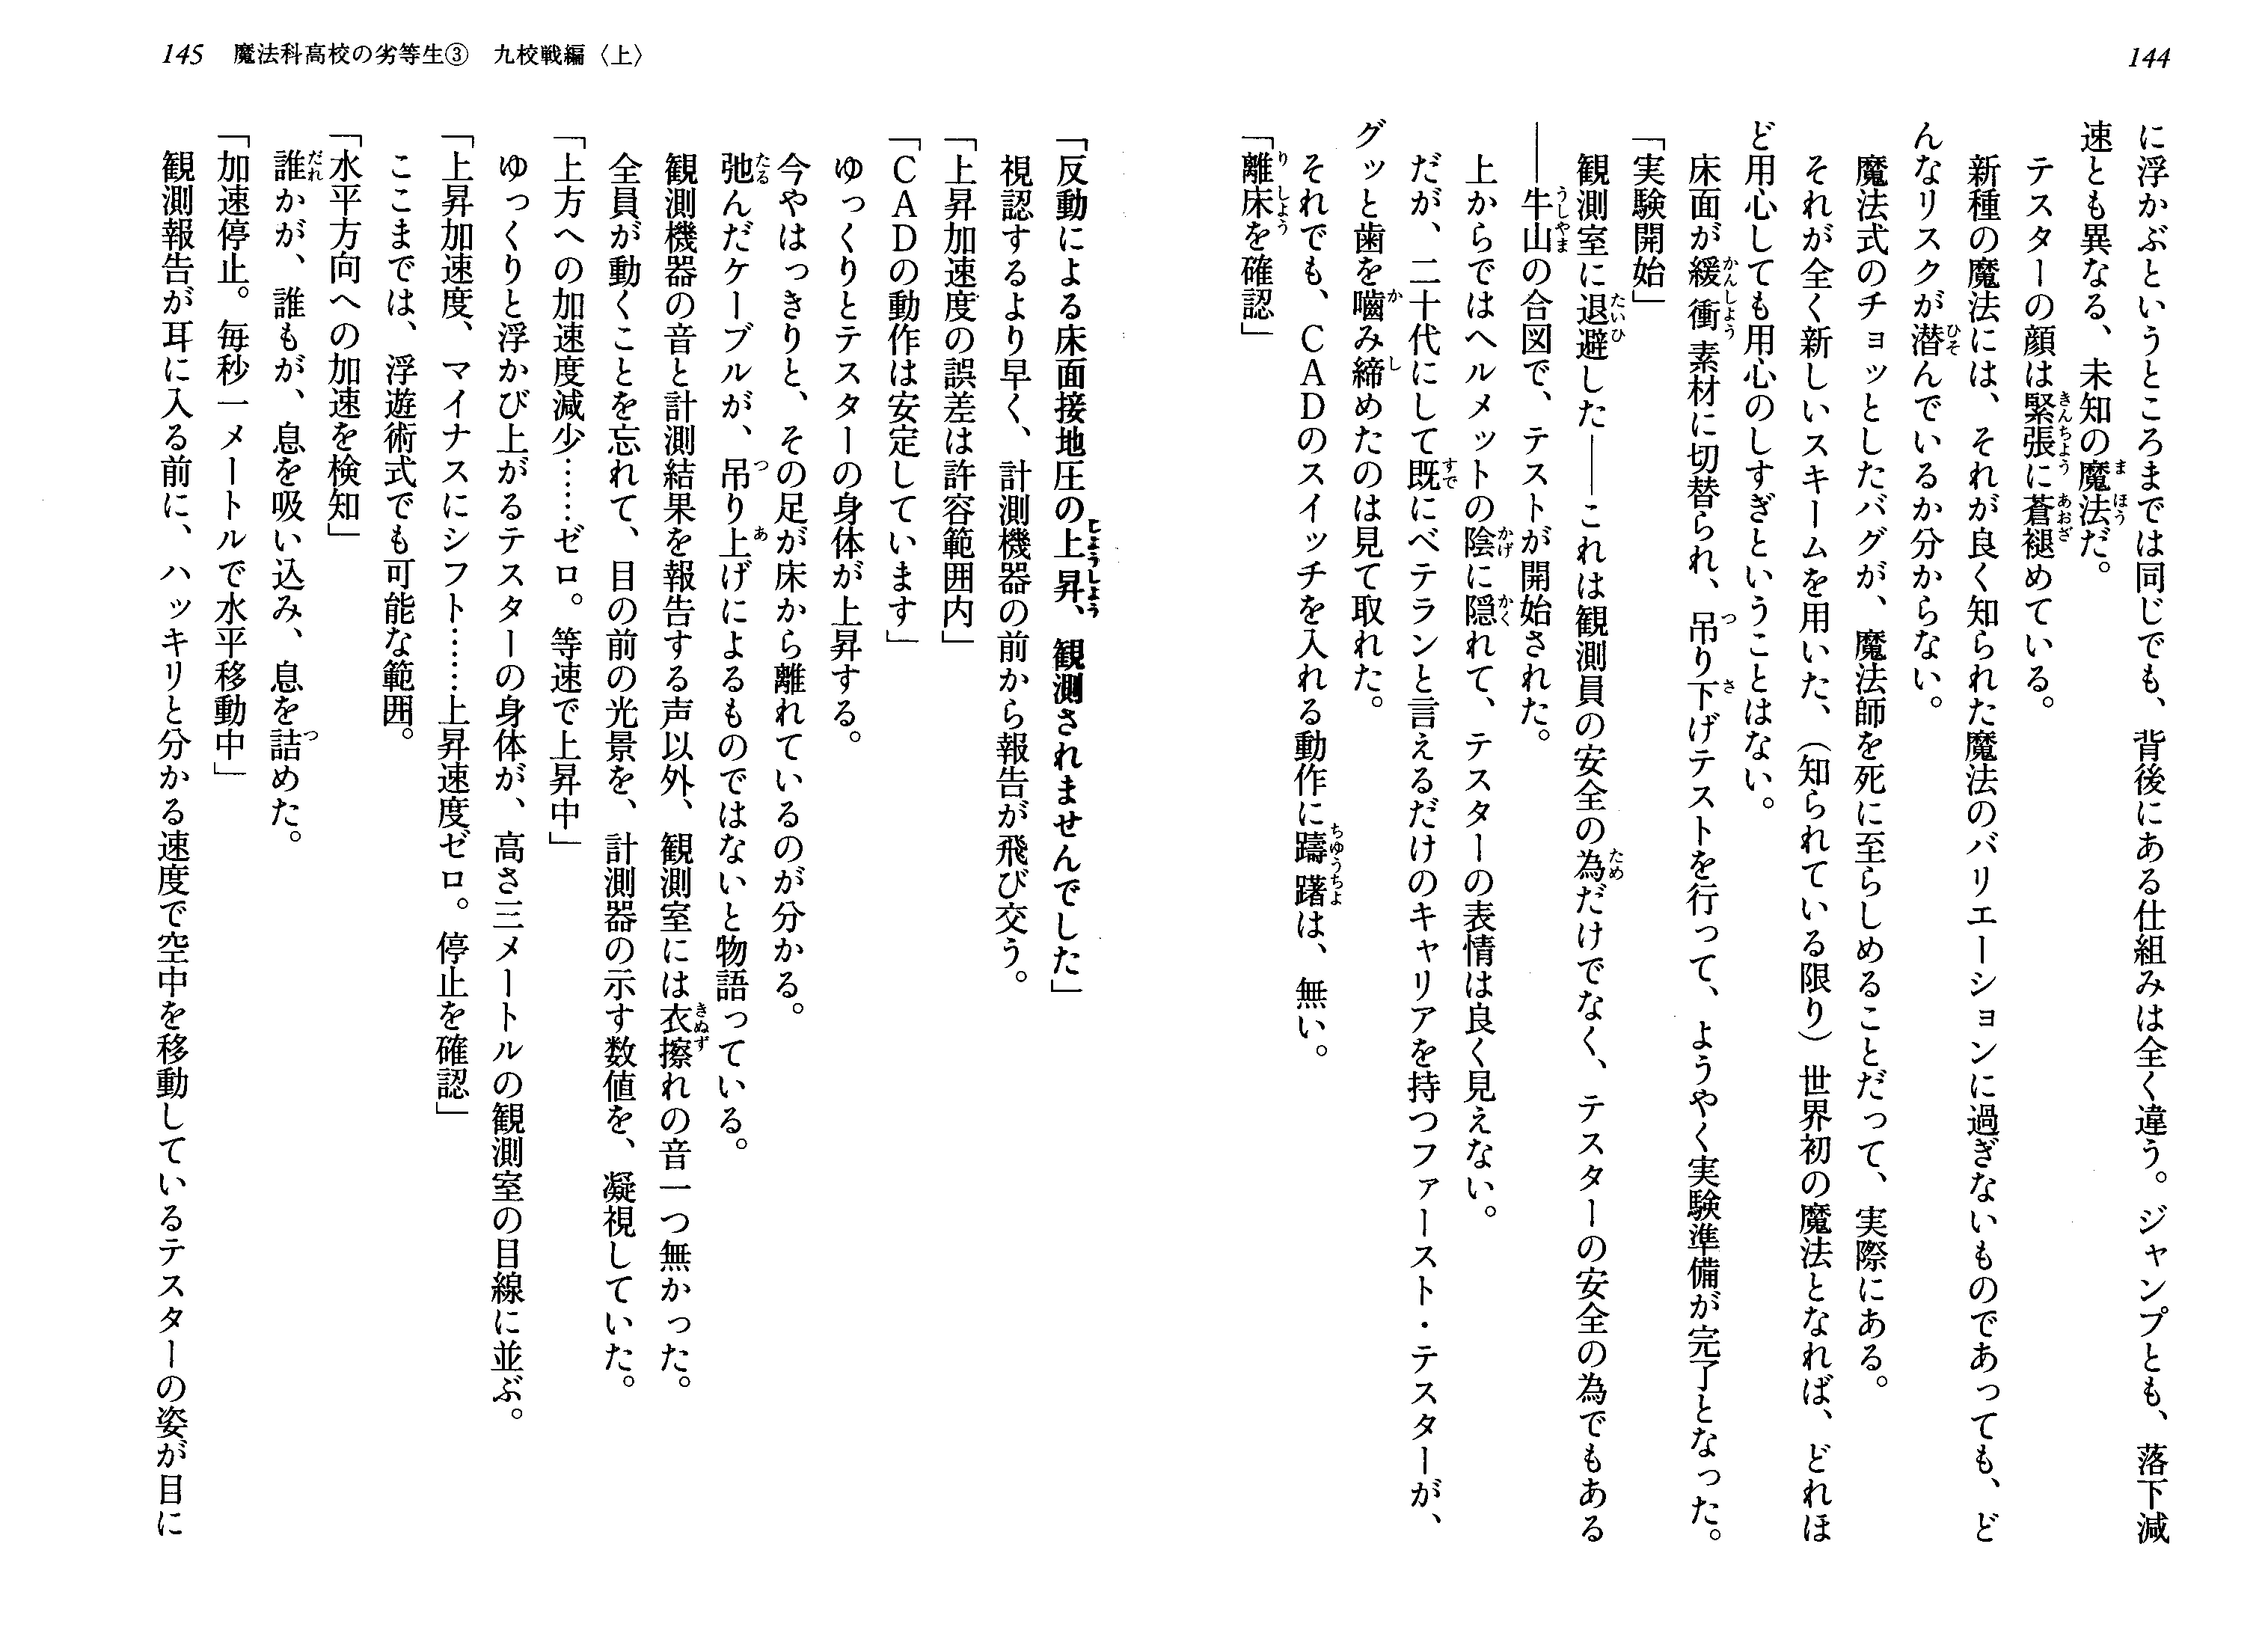 144
に浮かぶというところまでは同じでも、背後にある仕組みは全く違う。ジャンプとも、落下減
速とも異なる、未知の魔法だ。
テスターの顔は緊張に蒼褪めている。
新種の魔法には、それが良く知られた魔法のバリエーションに過ぎないものであっても、ど
んなリスクが潜んでいるか分からない。
魔法式のチョッとしたバグが、魔法師を死に至らしめることだって、実際にある。
それが全く新しいスキームを用いた、（知られている限り）世界初の魔法となれば、どれほ
ど用心しても用心のしすぎということはない。
床面が緩衝素材に切替られ、吊り下げテストを行って、ようやく実験準備が完了となった。
「実験開始」
観測室に退避した――これは観測員の安全の為だけでなく、テスターの安全の為でもある
――牛山の合図で、テストが開始された。
上からではヘルメットの陰に隠れて、テスターの表情は良く見えない。
だが、二十代にして既にベテランと言えるだけのキャリアを持つファースト・テスターが、
グッと歯を嚙み締めたのは見て取れた。
それでも、ＣＡＤのスイッチを入れる動作に躊躇は、無い。
「離床を確認」
145　魔法科高校の劣等生③　九校戦編〈上〉
「反動による床面接地圧の上昇、観測されませんでした」
視認するより早く、計測機器の前から報告が飛び交う。
「上昇加速度の誤差は許容範囲内」
「ＣＡＤの動作は安定しています」
ゆっくりとテスターの身体が上昇する。
今やはっきりと、その足が床から離れているのが分かる。
弛んだケーブルが、吊り上げによるものではないと物語っている。
観測機器の音と計測結果を報告する声以外、観測室には衣擦れの音一つ無かった。
全員が動くことを忘れて、目の前の光景を、計測器の示す数値を、凝視していた。
「上方への加速度減少……ゼロ。等速で上昇中」
ゆっくりと浮かび上がるテスターの身体が、高さ三メートルの観測室の目線に並ぶ。
「上昇加速度、マイナスにシフト……上昇速度ゼロ。停止を確認」
ここまでは、浮遊術式でも可能な範囲。
「水平方向への加速を検知」
誰かが、誰もが、息を吸い込み、息を詰めた。
「加速停止。毎秒一メートルで水平移動中」
観測報告が耳に入る前に、ハッキリと分かる速度で空中を移動しているテスターの姿が目に